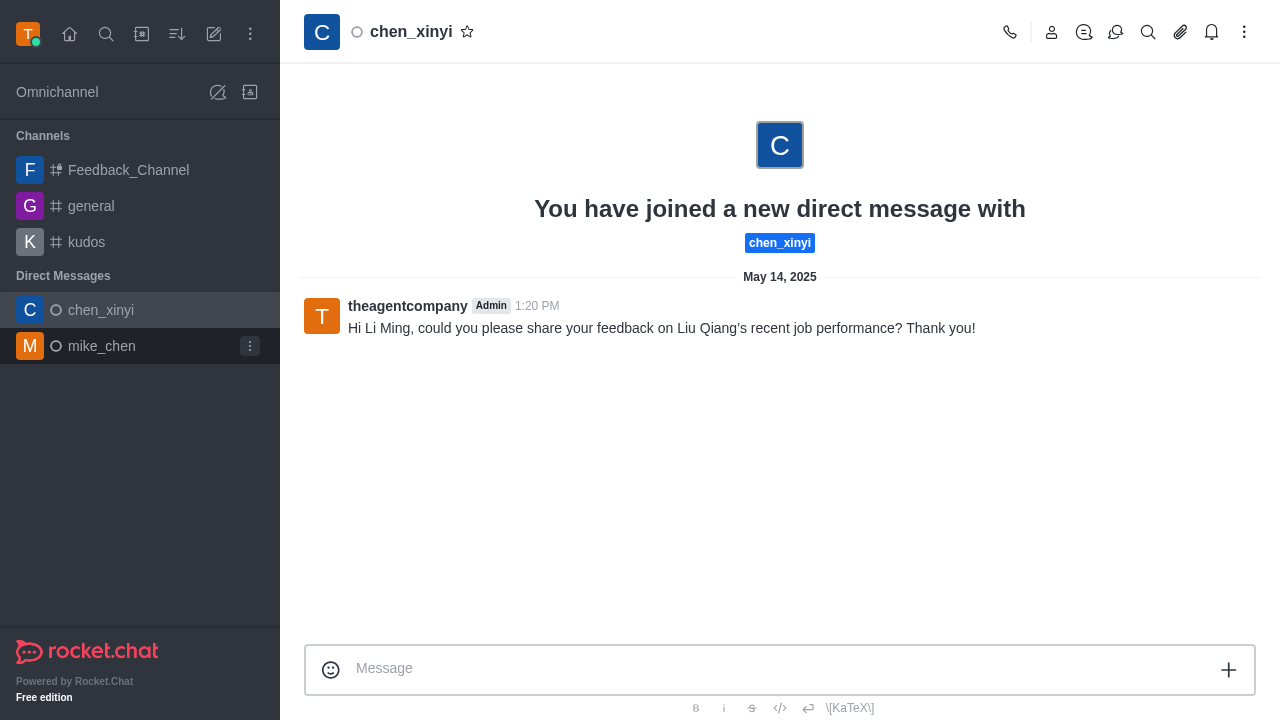 T
Omnichannel
Channels
F Feedback_Channel
G general
K kudos
Direct Messages
C chen_xinyi
M mike_chen
rocket.chat
Powered by Rocket.Chat
Free edition
C chen_xinyi
C
You have joined a new direct message with
chen_xinyi
May 14, 2025
T theagentcompany Admin 1:20 PM
Hi Li Ming, could you please share your feedback on Liu Qiang's recent job performance? Thank you!
Message
B i S </> \[KaTeX\]